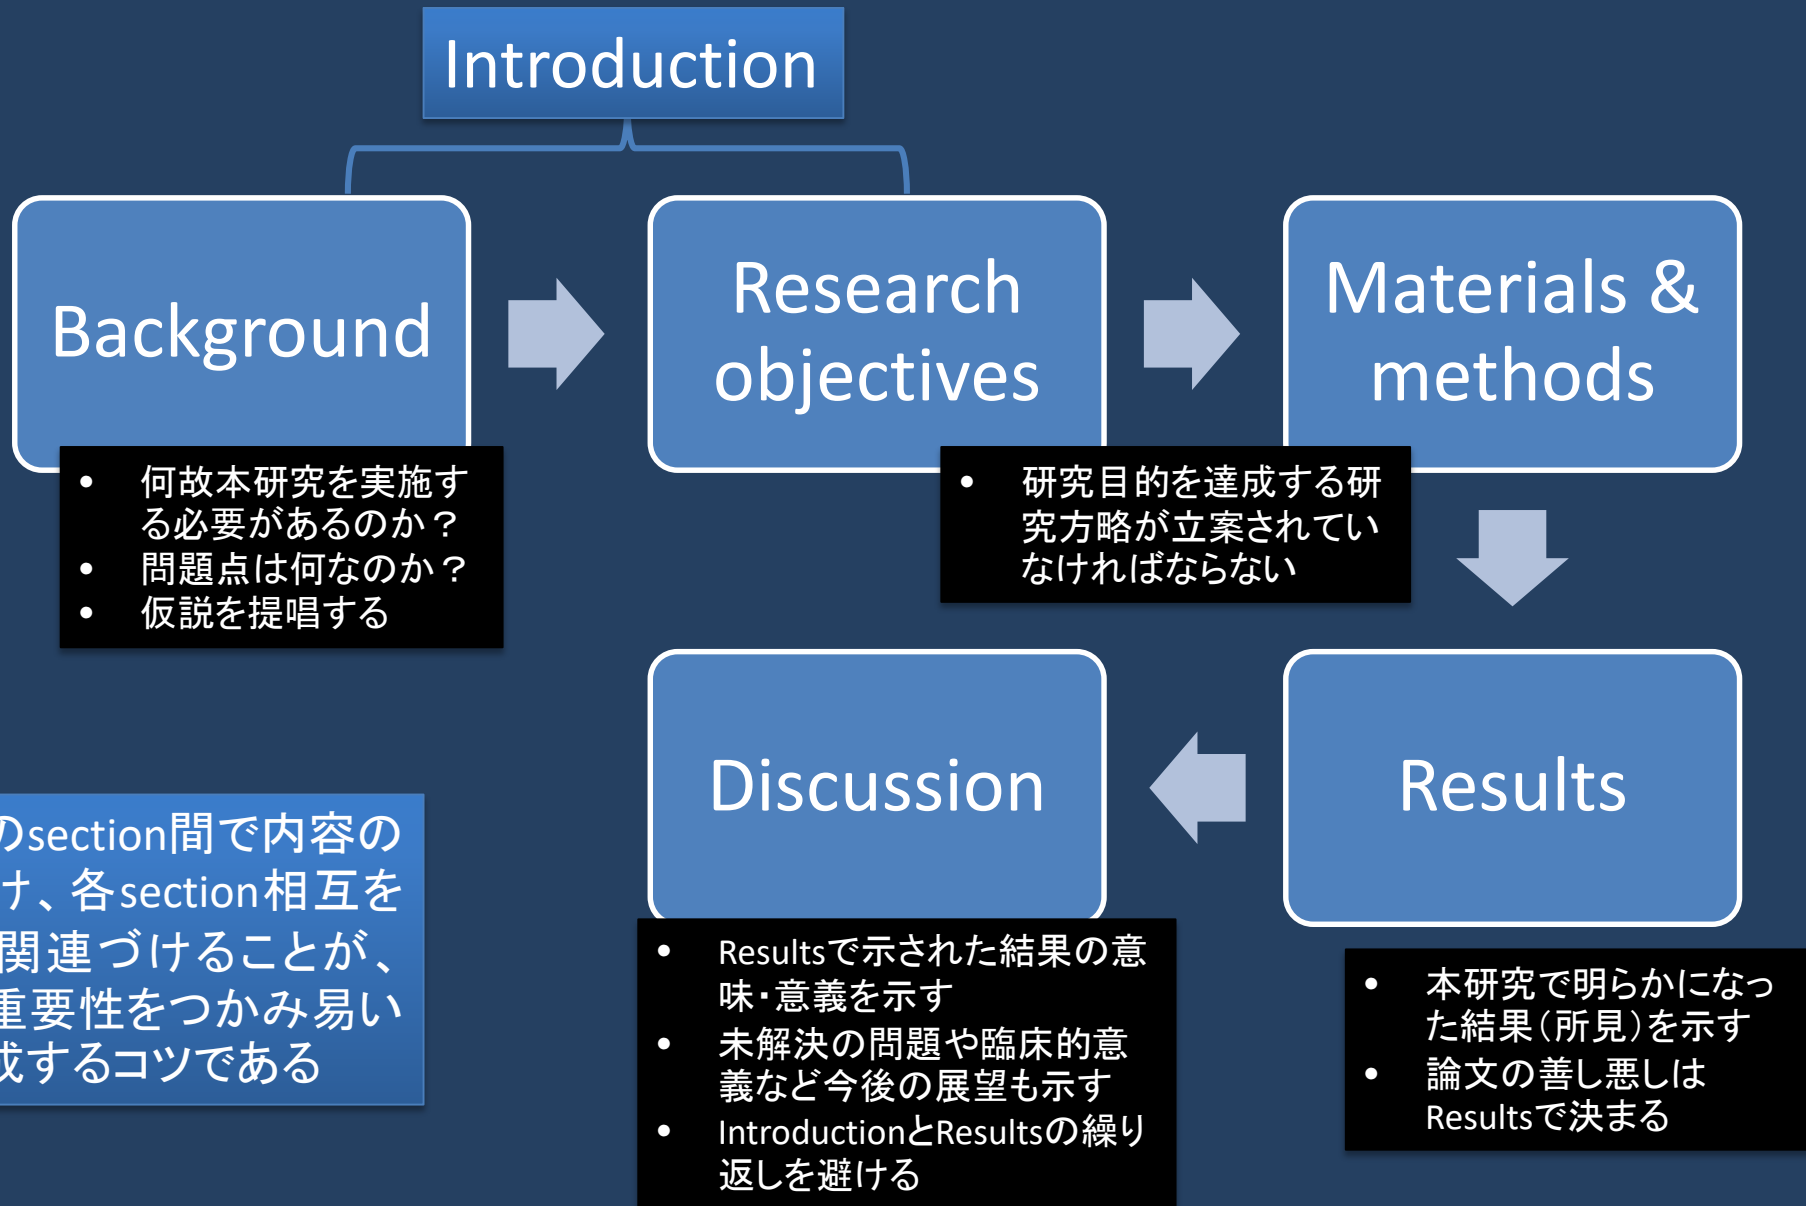 Introduction
Background
Research
objectives
Materials &
methods
• 何故本研究を実施す
る必要があるのか？
• 問題点は何なのか？
• 仮説を提唱する
• 研究目的を達成する研
究方略が立案されてい
なければならない
Discussion
Results
のsection間で内容の
け、各section相互を
関連づけることが、
重要性をつかみ易い
成するコツである
• Resultsで示された結果の意
味・意義を示す
• 未解決の問題や臨床的意
義など今後の展望も示す
• IntroductionとResultsの繰り
返しを避ける
• 本研究で明らかになっ
た結果（所見）を示す
• 論文の善し悪しは
Resultsで決まる